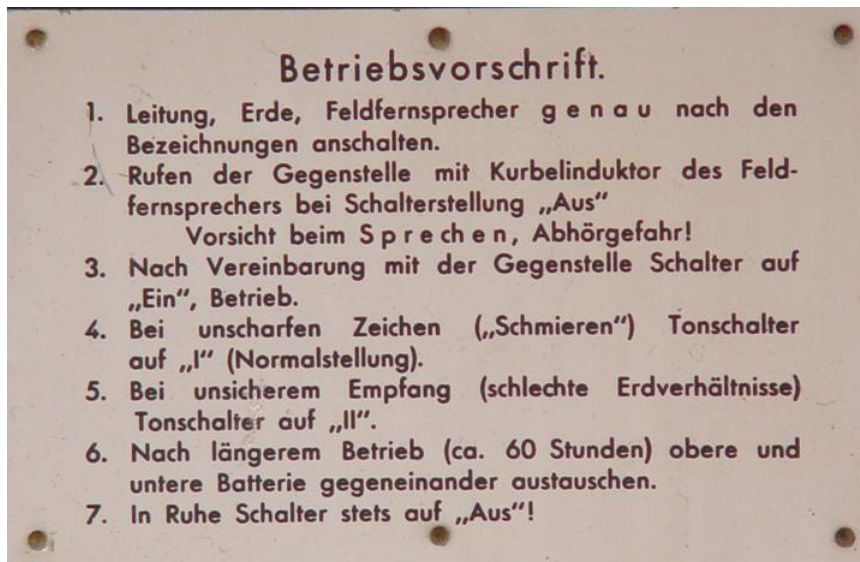 Betriebsvorschrift.
1. Leitung, Erde, Feldfernsprecher genau nach den
Bezeichnungen anschalten.
2. Rufen der Gegenstelle mit Kurbelinduktor des Feld-
fernsprechers bei Schalterstellung „Aus“
Vorsicht beim Sprechen, Abhörgefahr!
3. Nach Vereinbarung mit der Gegenstelle Schalter auf
„Ein“, Betrieb.
4. Bei unscharfen Zeichen („Schmieren“) Tonschalter
auf „I“ (Normalstellung).
5. Bei unsicherem Empfang (schlechte Erdverhältnisse)
Tonschalter auf „II“.
6. Nach längerem Betrieb (ca. 60 Stunden) obere und
untere Batterie gegeneinander austauschen.
7. In Ruhe Schalter stets auf „Aus“!